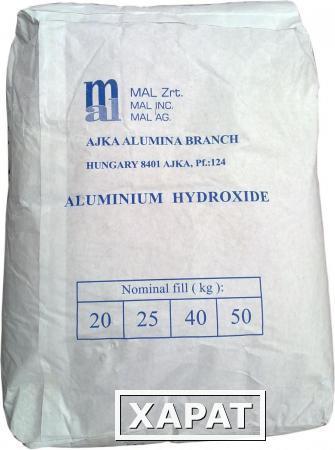 mal
MAL Zrt.
MAL INC.
MAL AG.
AJKA ALUMINA BRANCH
HUNGARY 8401 AJKA, Pf.:124
ALUMINIUM HYDROXIDE
Nominal fill ( kg ):
20 25 40 50
ХАРАТ